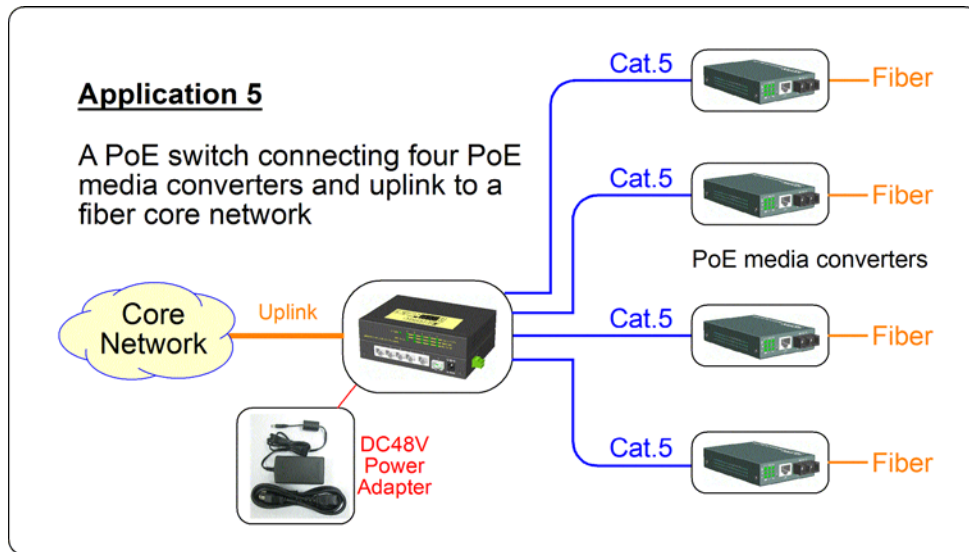 Application 5
A PoE switch connecting four PoE
media converters and uplink to a
fiber core network
Cat.5
Fiber
Cat.5
Fiber
PoE media converters
Core
Network
Uplink
Cat.5
Fiber
DC48V
Power
Adapter
Cat.5
Fiber